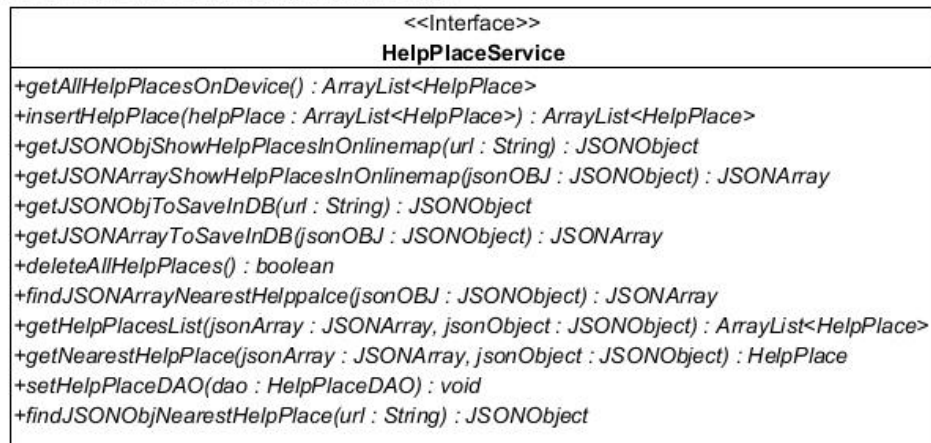 <<Interface>>
HelpPlaceService
+getAllHelpPlacesOnDevice() : ArrayList<HelpPlace>
+insertHelpPlace(helpPlace : ArrayList<HelpPlace>) : ArrayList<HelpPlace>
+getJSONObjShowHelpPlacesInOnlinemap(url : String) : JSONObject
+getJSONArrayShowHelpPlacesInOnlinemap(jsonOBJ : JSONObject) : JSONArray
+getJSONObjToSaveInDB(url : String) : JSONObject
+getJSONArrayToSaveInDB(jsonOBJ : JSONObject) : JSONArray
+deleteAllHelpPlaces() : boolean
+findJSONArrayNearestHelppalce(jsonOBJ : JSONObject) : JSONArray
+getHelpPlacesList(jsonArray : JSONArray, jsonObject : JSONObject) : ArrayList<HelpPlace>
+getNearestHelpPlace(jsonArray : JSONArray, jsonObject : JSONObject) : HelpPlace
+setHelpPlaceDAO(dao : HelpPlaceDAO) : void
+findJSONObjNearestHelpPlace(url : String) : JSONObject